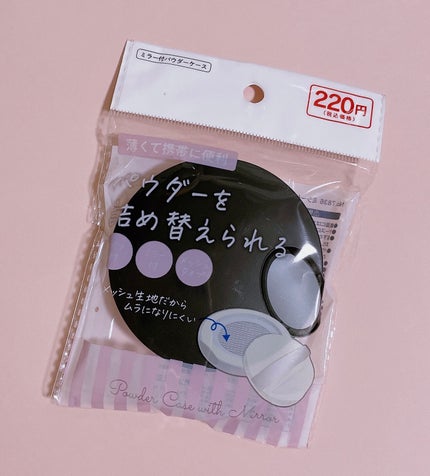 ミラー付パウダーケース
220円
(税込価格)
薄くて携帯に便利
パウダーを
詰め替えられる
メッシュ生地だから
ムラになりにくい
Powder Case with Mirror